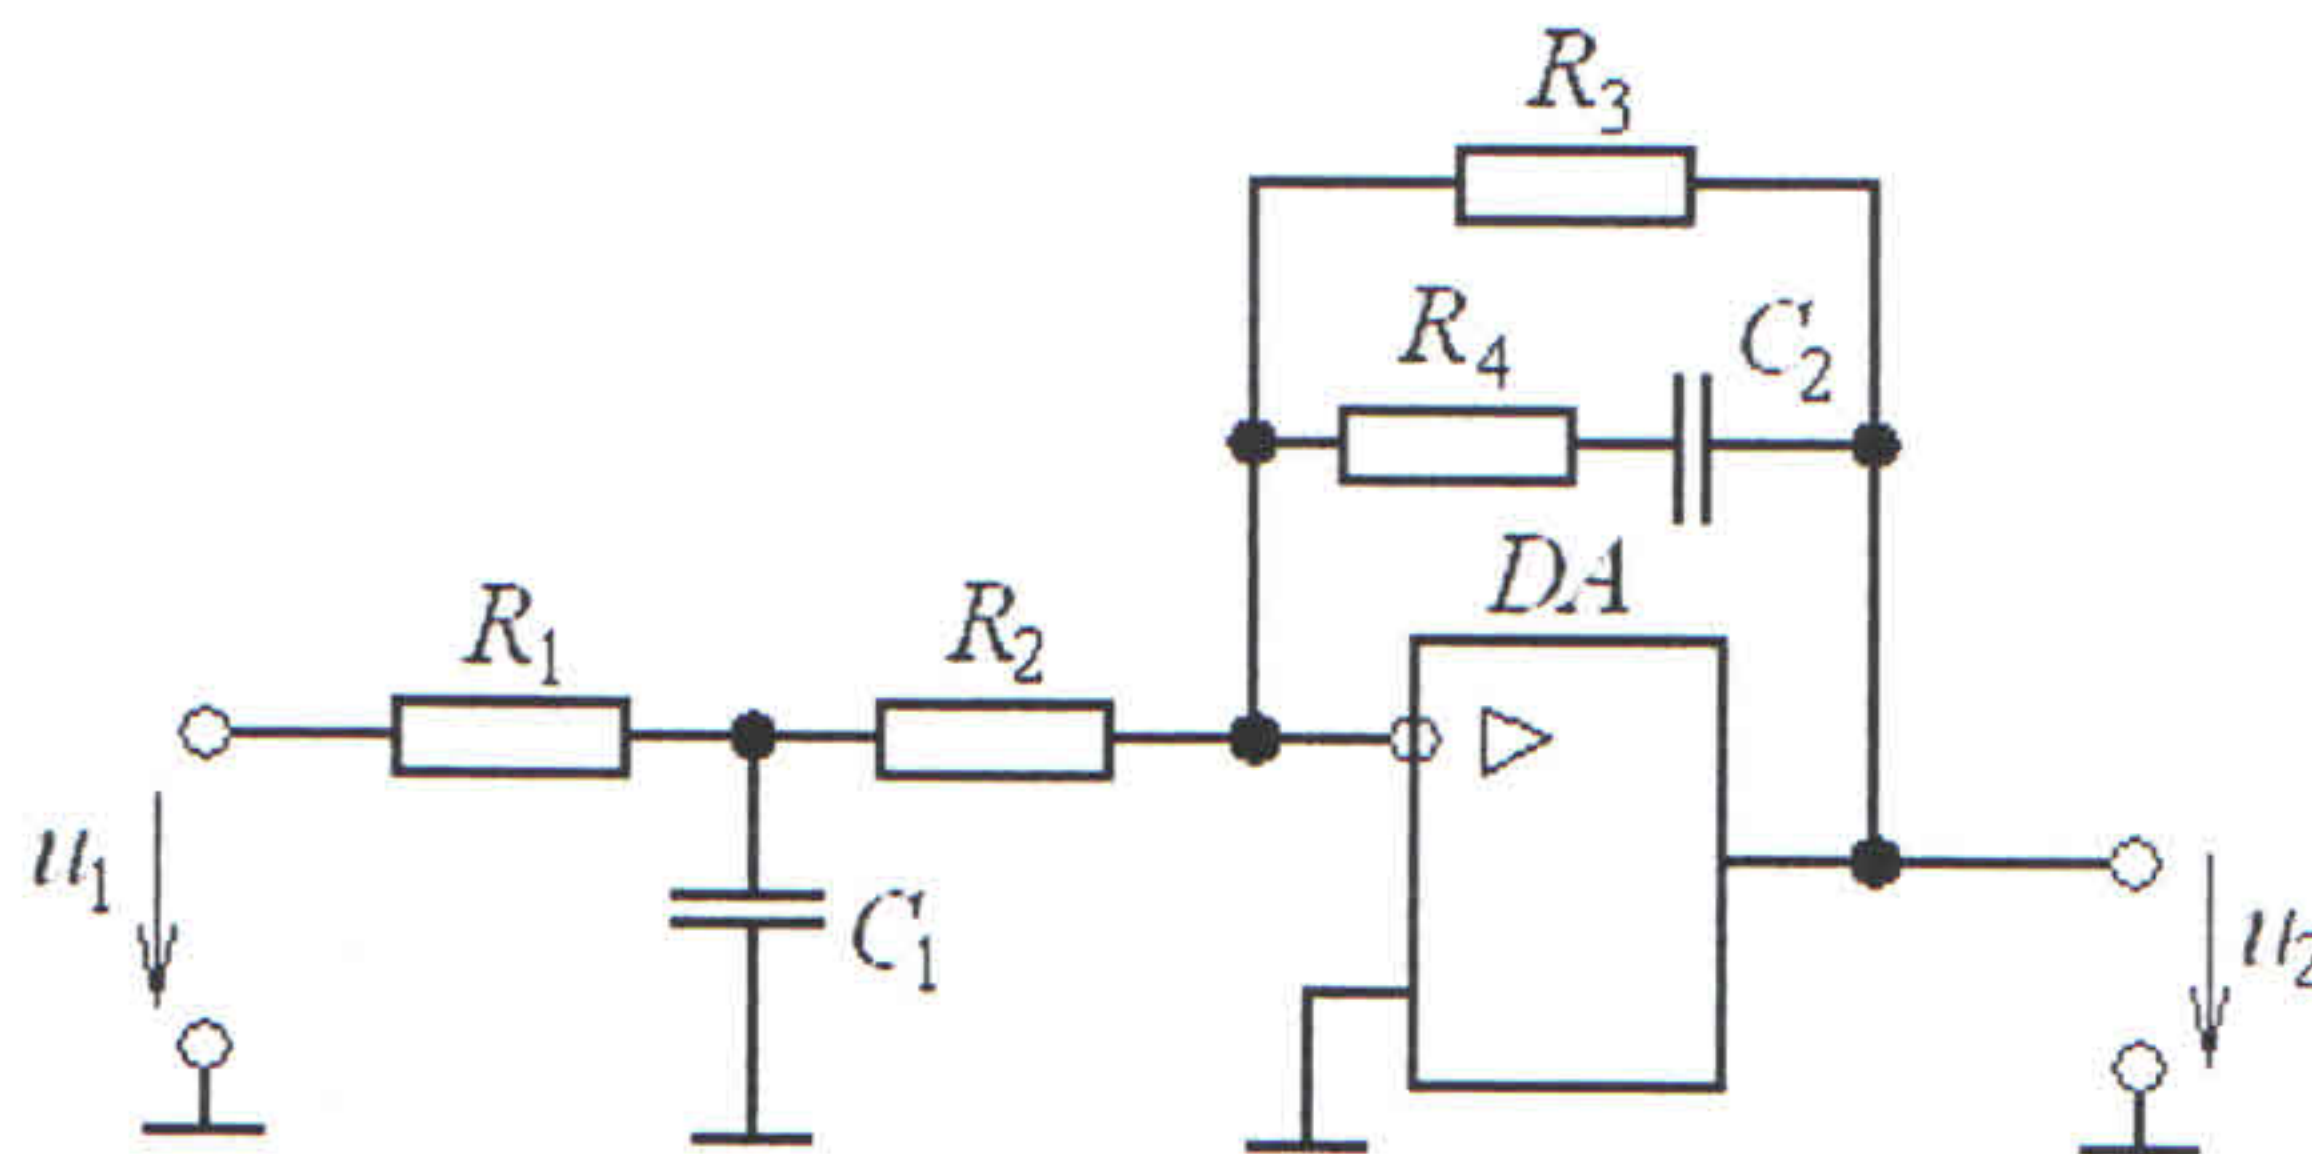 R₃
R₄ C₂
DA
R₁ R₂
u₁ C₁ u₂